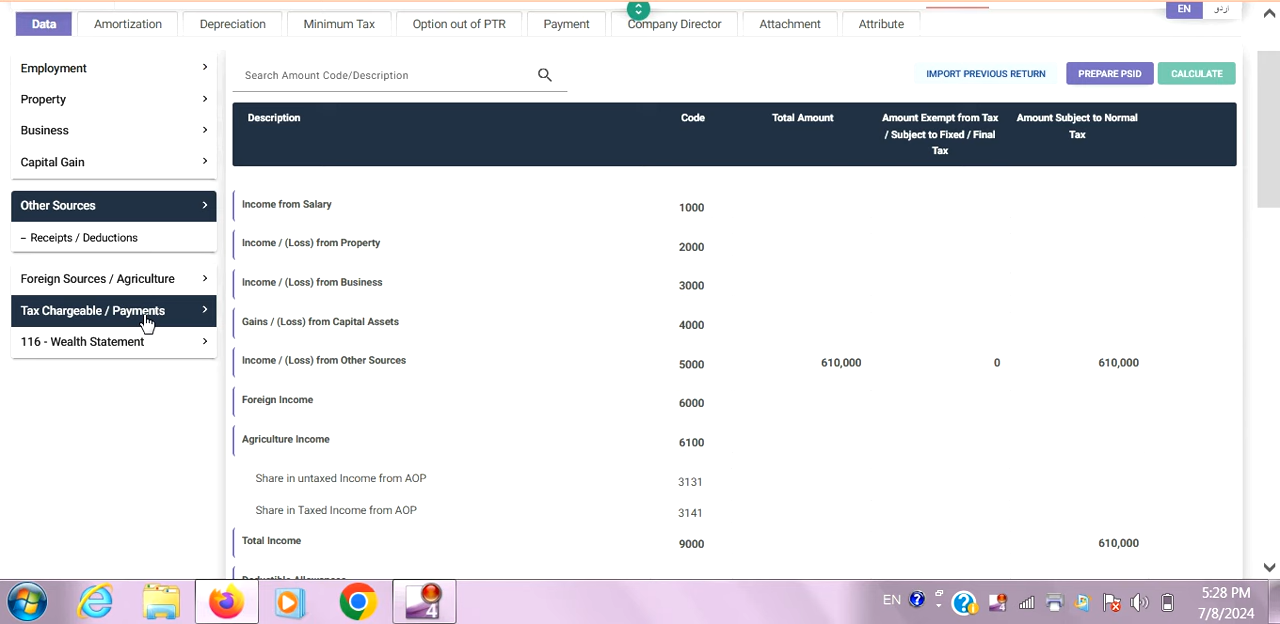 Data Amortization Depreciation Minimum Tax Option out of PTR Payment Company Director Attachment Attribute EN اردو
Employment
Property
Business
Capital Gain
Other Sources
– Receipts / Deductions
Foreign Sources / Agriculture
Tax Chargeable / Payments
116 - Wealth Statement
Search Amount Code/Description IMPORT PREVIOUS RETURN PREPARE PSID CALCULATE
Description Code Total Amount Amount Exempt from Tax / Subject to Fixed / Final Tax Amount Subject to Normal Tax
Income from Salary 1000
Income / (Loss) from Property 2000
Income / (Loss) from Business 3000
Gains / (Loss) from Capital Assets 4000
Income / (Loss) from Other Sources 5000 610,000 0 610,000
Foreign Income 6000
Agriculture Income 6100
Share in untaxed Income from AOP 3131
Share in Taxed Income from AOP 3141
Total Income 9000 610,000
Deductible Allowances
EN 5:28 PM
7/8/2024